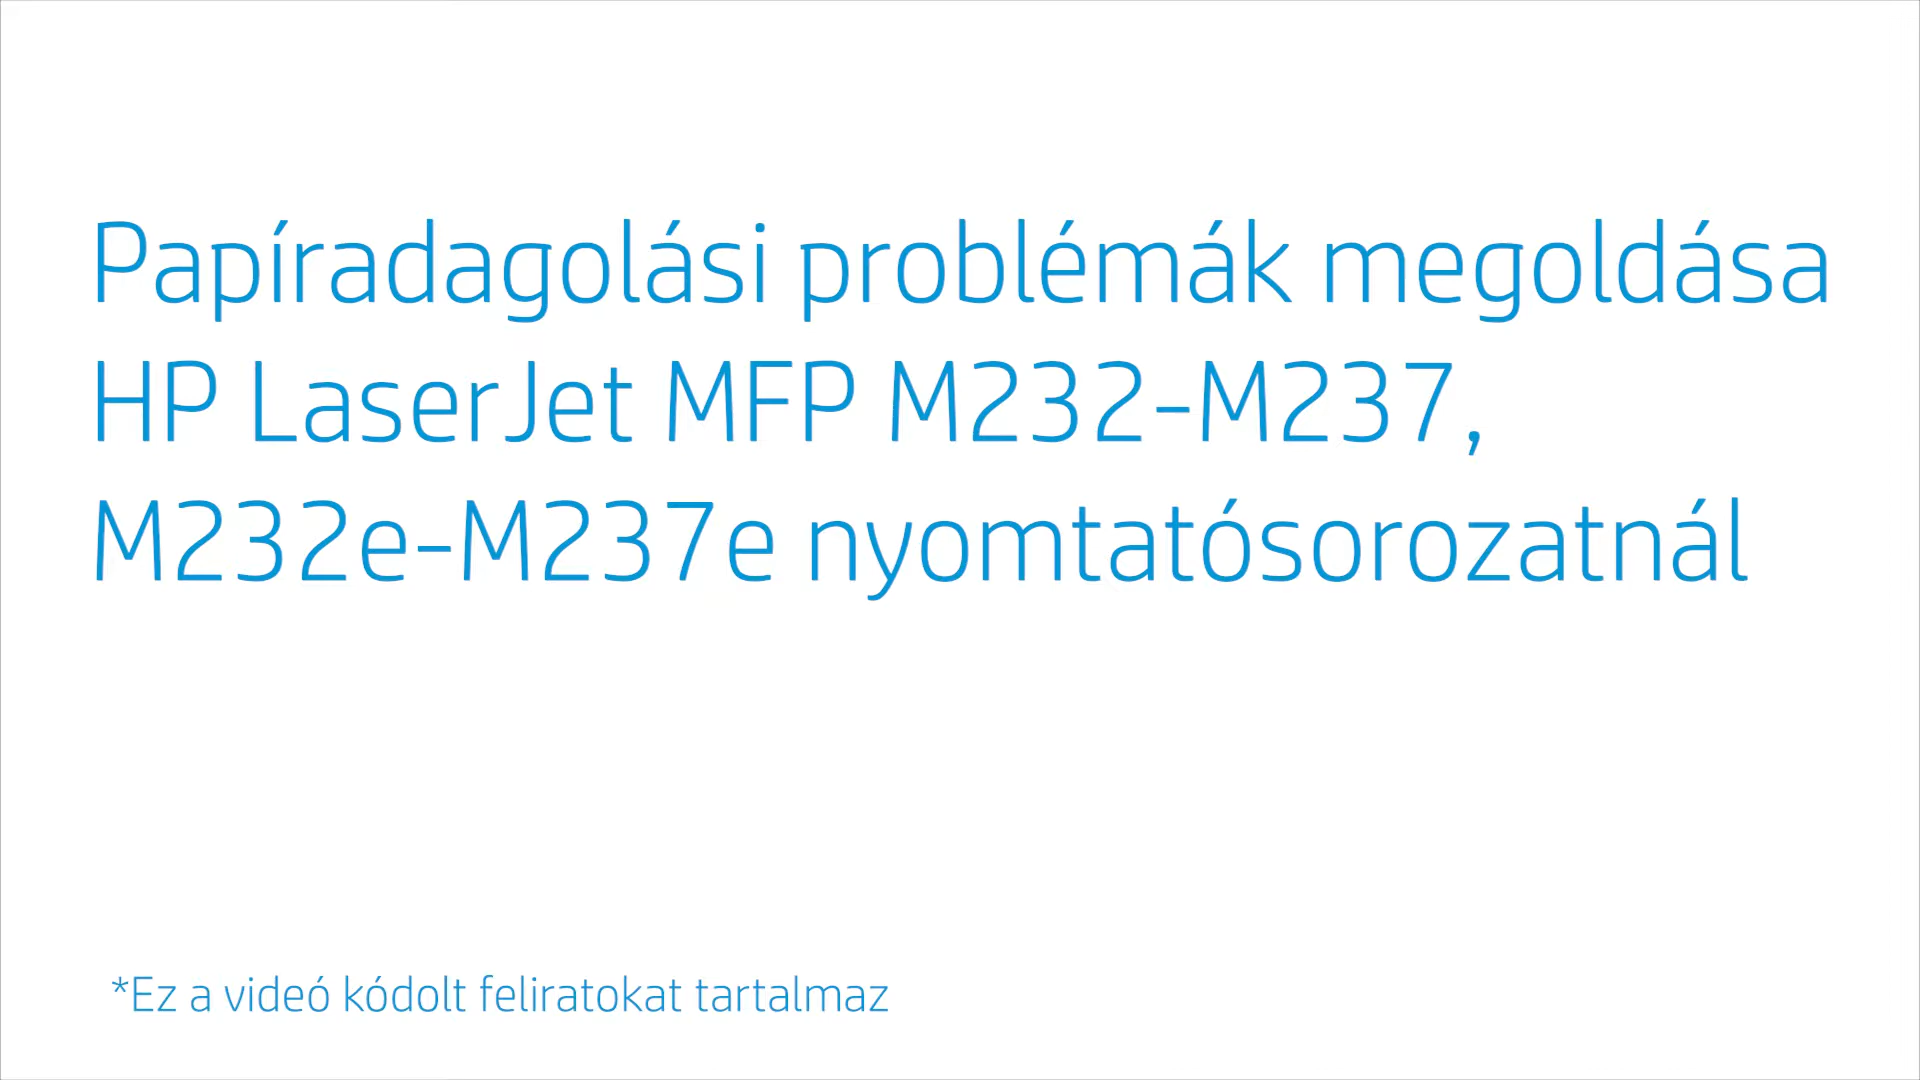 Papíradagolási problémák megoldása
HP LaserJet MFP M232-M237,
M232e-M237e nyomtatósorozatnál
*Ez a videó kódolt feliratokat tartalmaz